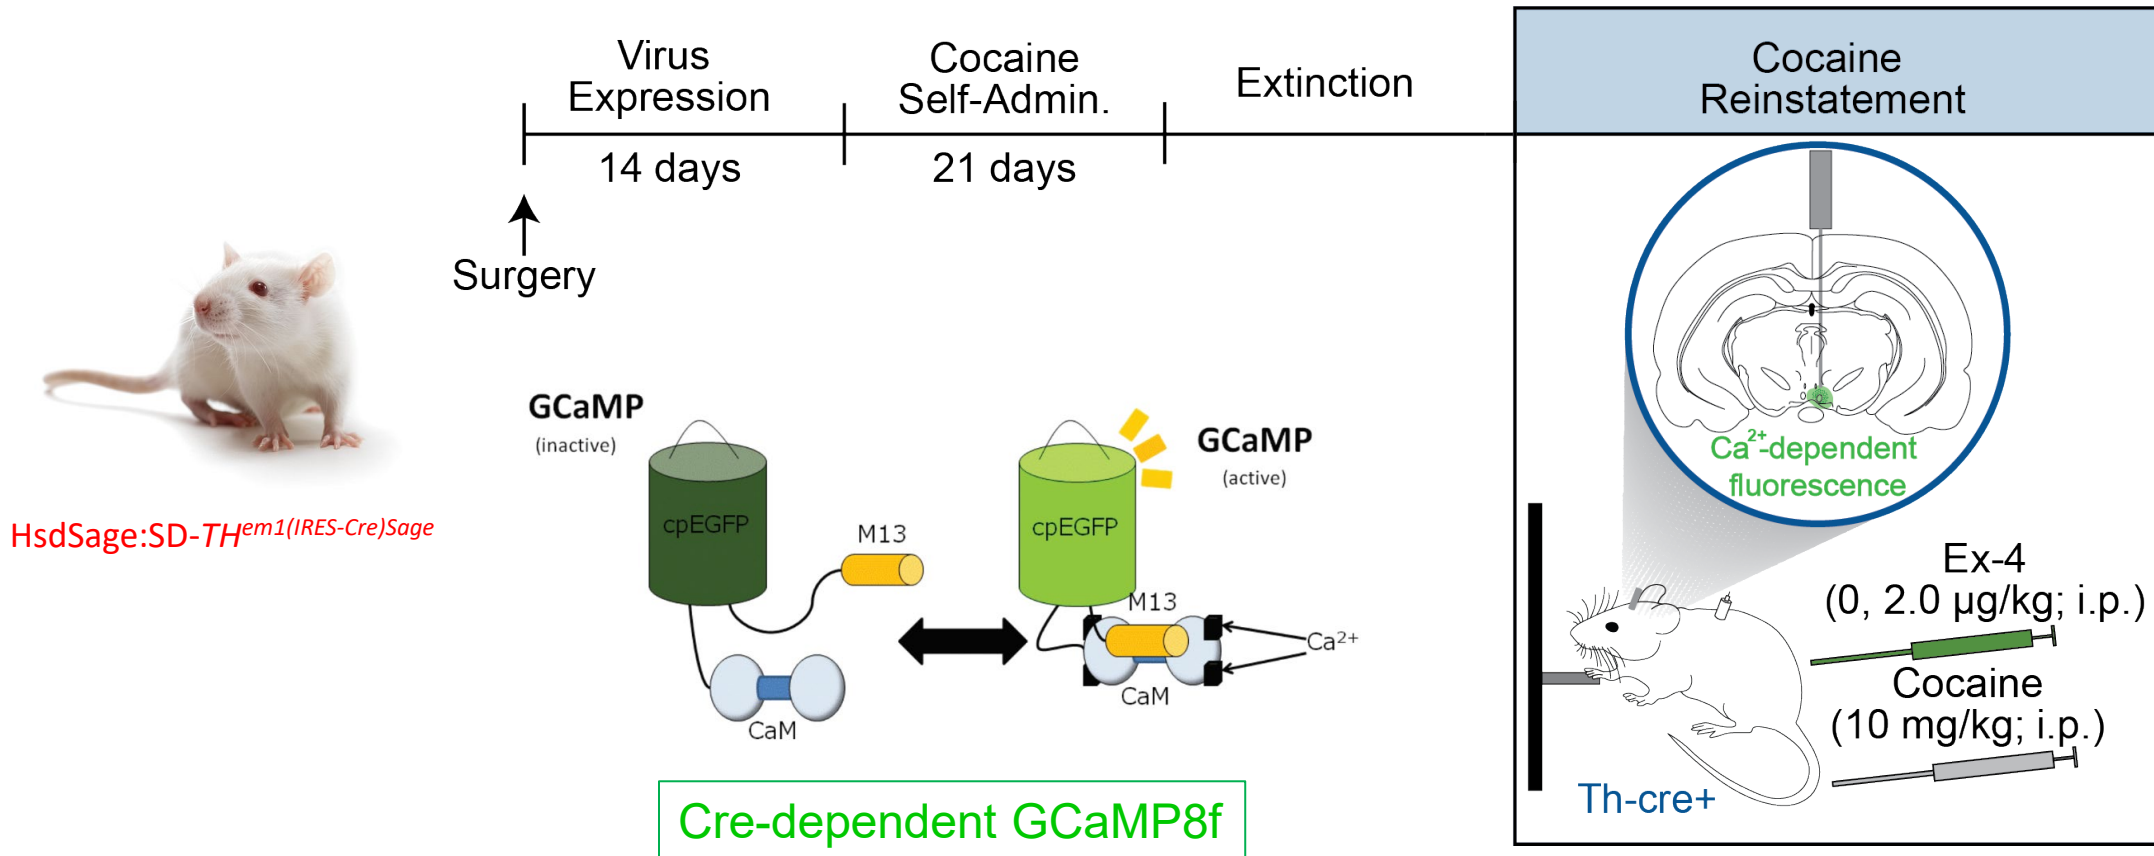 Virus
Expression
14 days
Cocaine
Self-Admin.
21 days
Extinction
Surgery
HsdSage:SD-TH^em1(IRES-Cre)Sage
GCaMP
(inactive)
cpEGFP
M13
CaM
GCaMP
(active)
cpEGFP
M13
CaM
Ca²⁺
Cre-dependent GCaMP8f
Cocaine
Reinstatement
Ca²⁺-dependent
fluorescence
Ex-4
(0, 2.0 µg/kg; i.p.)
Cocaine
(10 mg/kg; i.p.)
Th-cre+